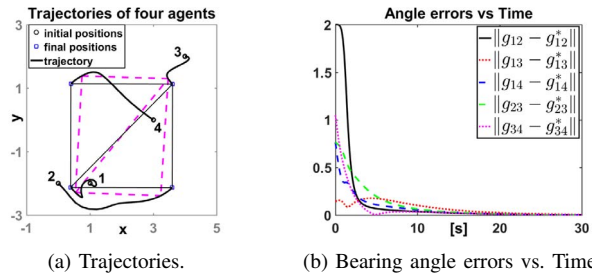 Trajectories of four agents
initial positions
final positions
trajectory
3
4
2
1
3
1
-1
-3
-1
1
3
5
y
x
(a) Trajectories.
Angle errors vs Time
||g12 − g*12||
||g13 − g*13||
||g14 − g*14||
||g23 − g*23||
||g34 − g*34||
2
1.5
1
0.5
0
0
10
20
30
[s]
(b) Bearing angle errors vs. Time